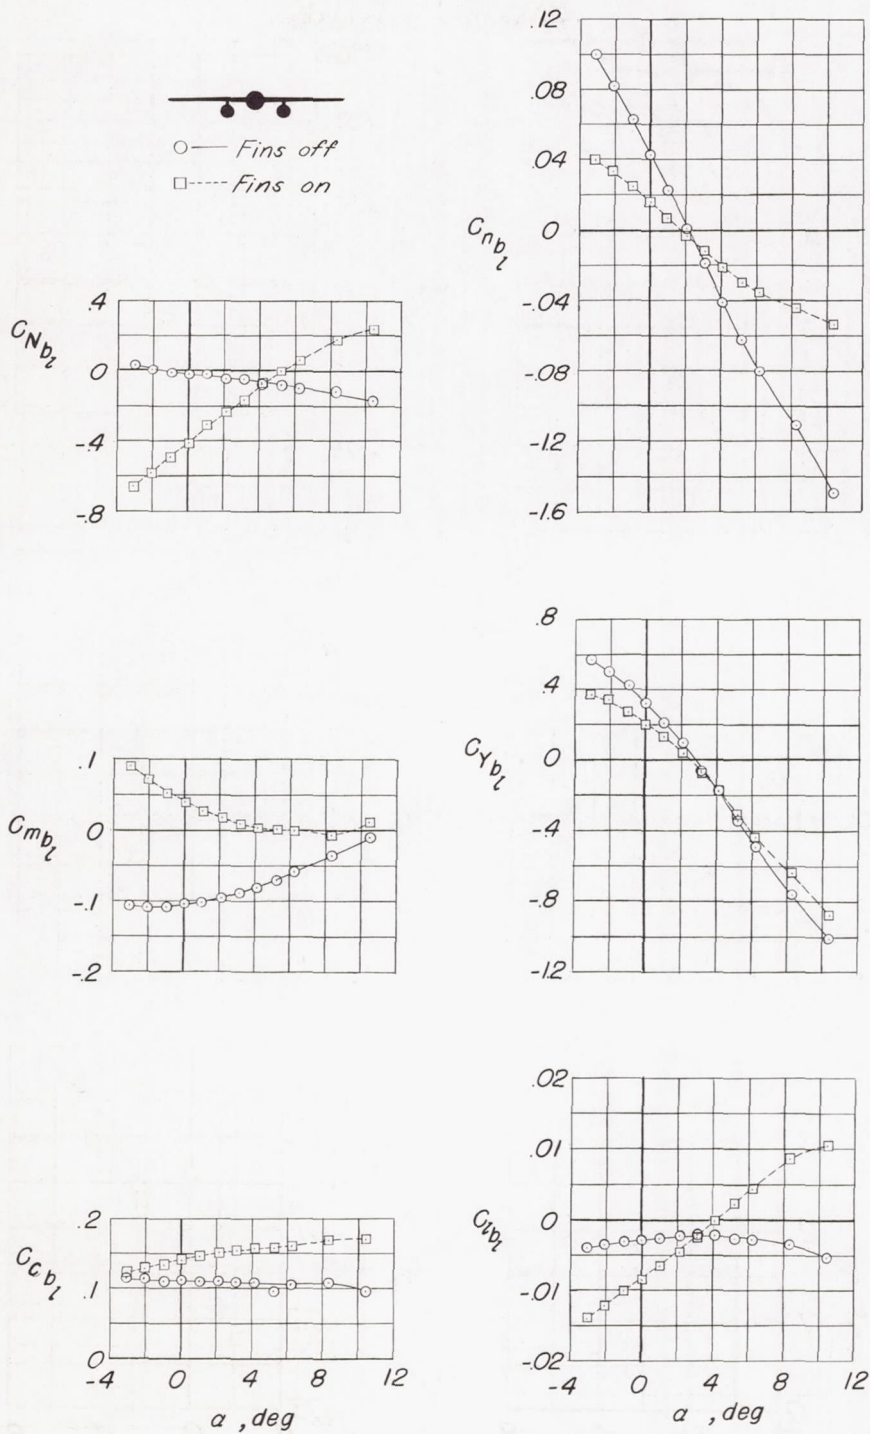 Fins off
Fins on
C_{N_{b_l}}
.4
0
-.4
-.8
C_{m_{b_l}}
.1
0
-.1
-.2
C_{c_{b_l}}
.2
.1
0
-4 0 4 8 12
α , deg
.12
.08
.04
C_{n_{b_l}}
0
-.04
-.08
-.12
-.16
.8
.4
C_{Y_{b_l}}
0
-.4
-.8
-1.2
.02
.01
C_{l_{b_l}}
0
-.01
-.02
-4 0 4 8 12
α , deg